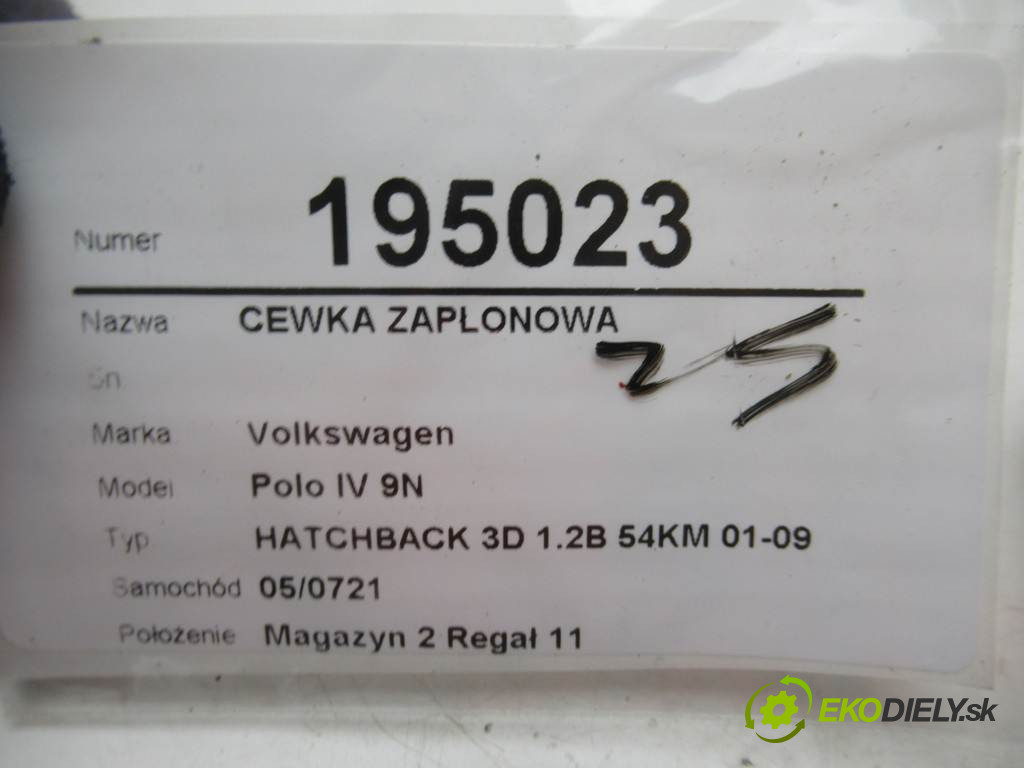 Numer 195023
Nazwa CEWKA ZAPŁONOWA
Sn
Marka Volkswagen
Model Polo IV 9N
Typ HATCHBACK 3D 1.2B 54KM 01-09
Samochód 05/0721
Położenie Magazyn 2 Regał 11
EKODIELY.sk